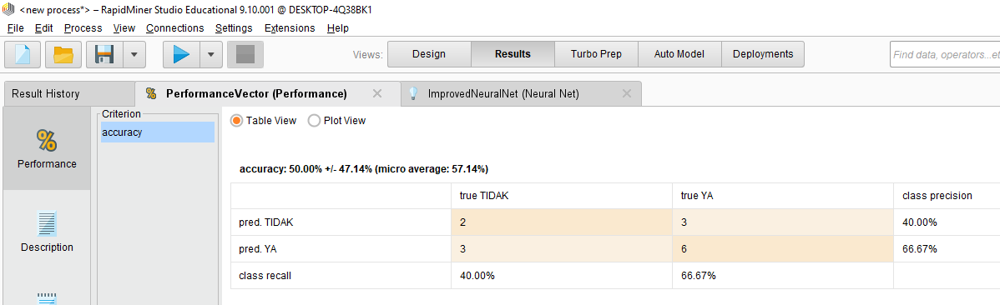 <new process*> – RapidMiner Studio Educational 9.10.001 @ DESKTOP-4Q38BK1
File Edit Process View Connections Settings Extensions Help
Views: Design Results Turbo Prep Auto Model Deployments Find data, operators...et
Result History % PerformanceVector (Performance) ImprovedNeuralNet (Neural Net)
Criterion
accuracy
%
Performance
Description
Table View Plot View
accuracy: 50.00% +/- 47.14% (micro average: 57.14%)
true TIDAK true YA class precision
pred. TIDAK 2 3 40.00%
pred. YA 3 6 66.67%
class recall 40.00% 66.67%